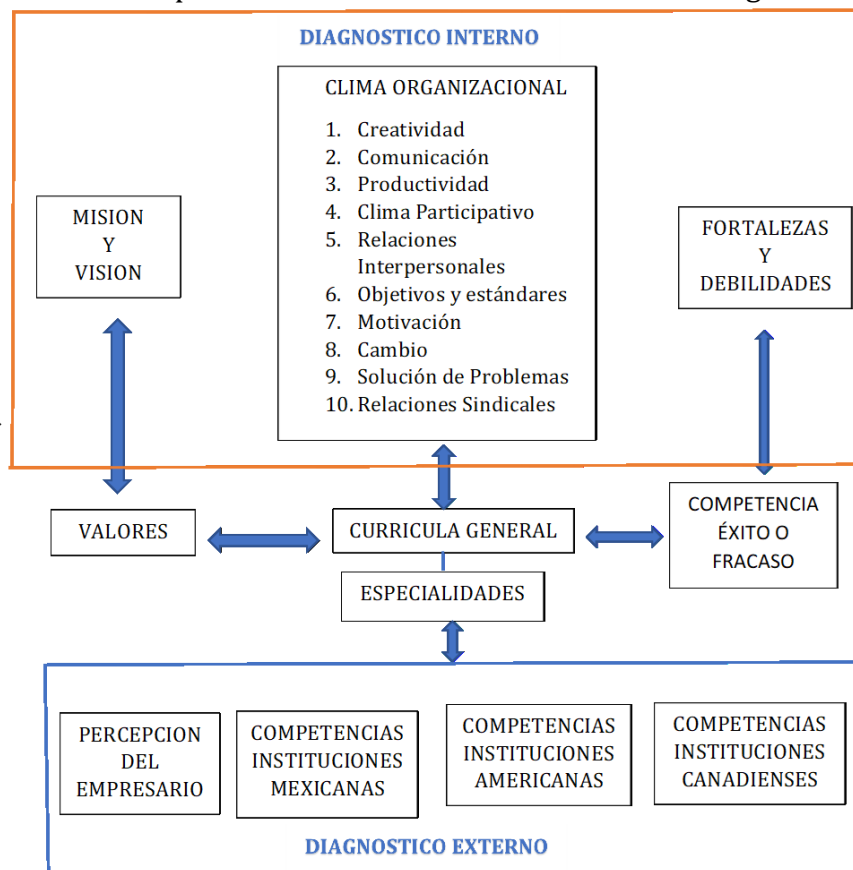 DIAGNOSTICO INTERNO
CLIMA ORGANIZACIONAL
1. Creatividad
2. Comunicación
3. Productividad
4. Clima Participativo
5. Relaciones
Interpersonales
6. Objetivos y estándares
7. Motivación
8. Cambio
9. Solución de Problemas
10. Relaciones Sindicales
MISION
Y
VISION
FORTALEZAS
Y
DEBILIDADES
VALORES
CURRICULA GENERAL
COMPETENCIA
ÉXITO O
FRACASO
ESPECIALIDADES
PERCEPCION
DEL
EMPRESARIO
COMPETENCIAS
INSTITUCIONES
MEXICANAS
COMPETENCIAS
INSTITUCIONES
AMERICANAS
COMPETENCIAS
INSTITUCIONES
CANADIENSES
DIAGNOSTICO EXTERNO